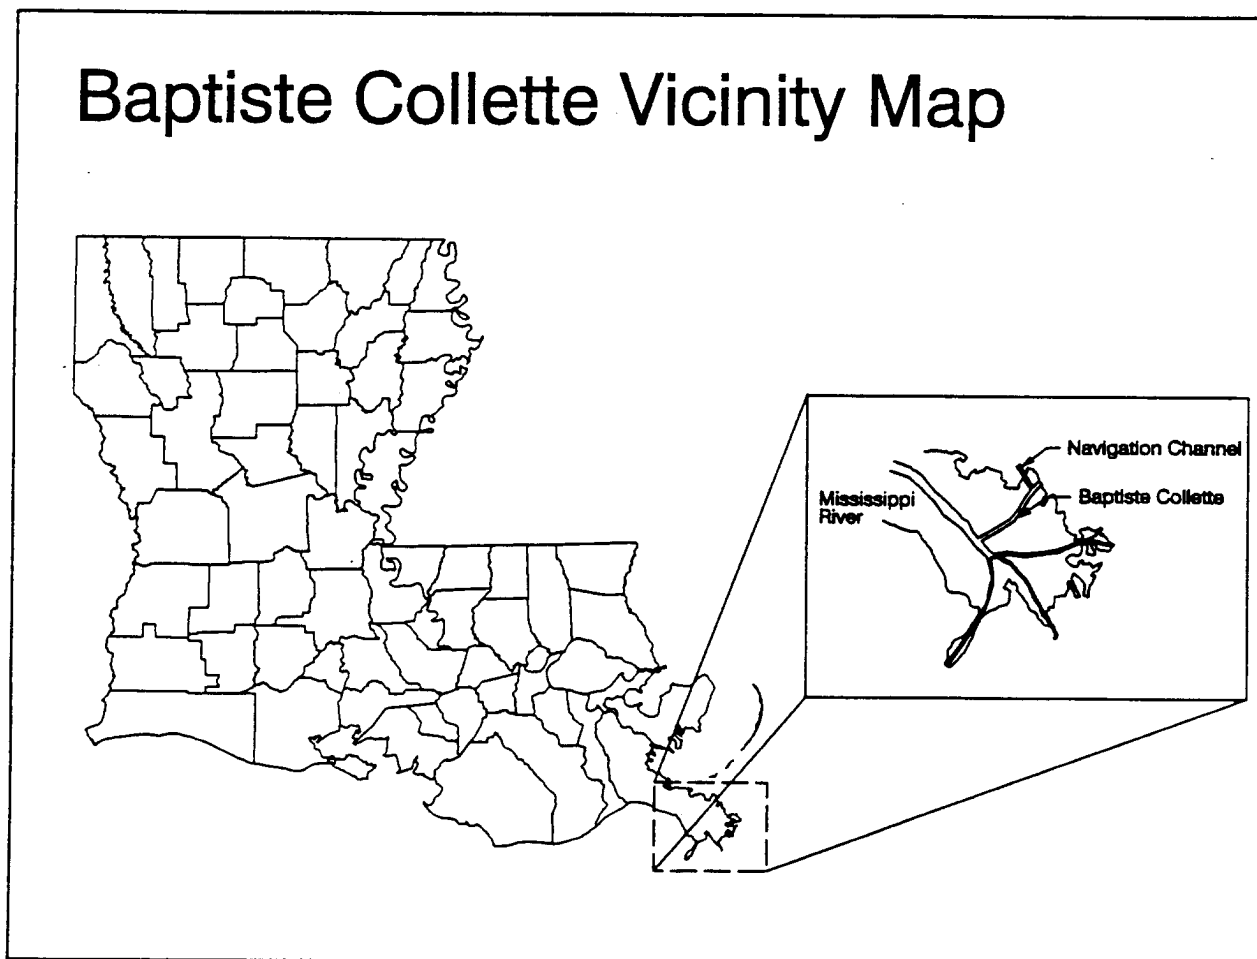 Baptiste Collette Vicinity Map
Navigation Channel
Baptiste Collette
Mississippi
River